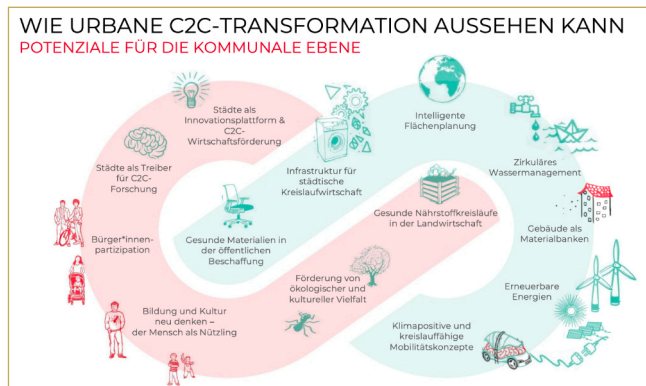 WIE URBANE C2C-TRANSFORMATION AUSSEHEN KANN
POTENZIALE FÜR DIE KOMMUNALE EBENE
Städte als
Innovationsplattform &
C2C-
Wirtschaftsförderung
Städte als Treiber
für C2C-
Forschung
Bürger*innen-
partizipation
Bildung und Kultur
neu denken –
der Mensch als Nützling
Förderung von
ökologischer und
kultureller Vielfalt
Gesunde Nährstoffkreisläufe
in der Landwirtschaft
Gesunde Materialien in
der öffentlichen
Beschaffung
Infrastruktur für
städtische
Kreislaufwirtschaft
Intelligente
Flächenplanung
Zirkuläres
Wassermanagement
Gebäude als
Materialbanken
Erneuerbare
Energien
Klimapositive und
kreislauffähige
Mobilitätskonzepte